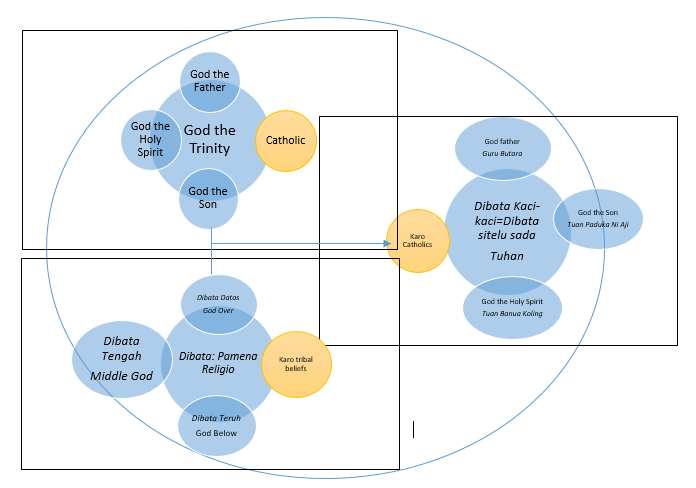 God the
Father
God the
Holy
Spirit
God the
Trinity
Catholic
God the
Son
God father
Guru Butara
Dibata Kaci-
kaci=Dibata
sitelu sada
Tuhan
God the Son
Tuan Paduka Ni Aji
Karo
Catholics
God the Holy Spirit
Tuan Banua Koling
Dibata Datas
God Over
Dibata
Tengah
Middle God
Dibata: Pamena
Religio
Karo tribal
beliefs
Dibata Teruh
God Below